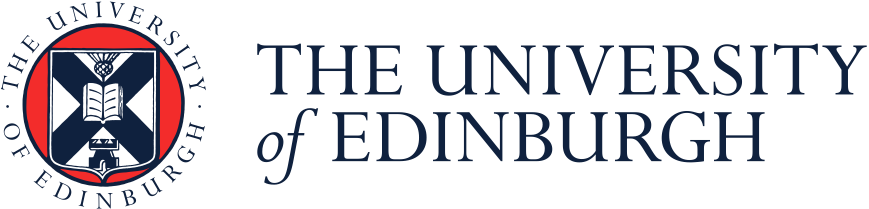 THE UNIVERSITY
OF EDINBURGH
THE UNIVERSITY
of EDINBURGH